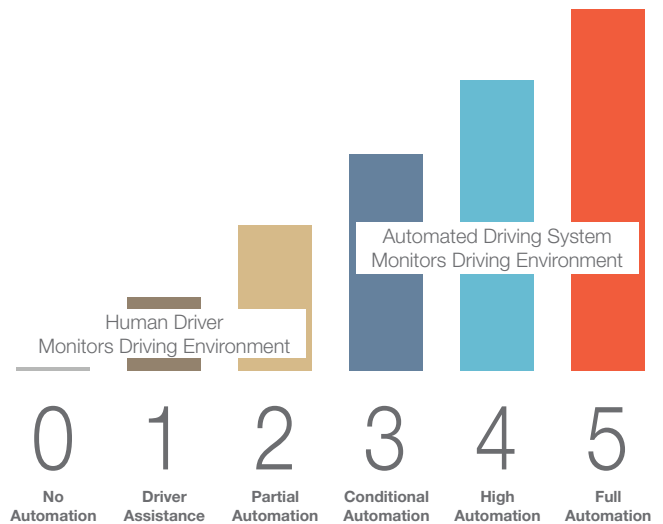 Automated Driving System
Monitors Driving Environment
Human Driver
Monitors Driving Environment
0
1
2
3
4
5
No
Automation
Driver
Assistance
Partial
Automation
Conditional
Automation
High
Automation
Full
Automation